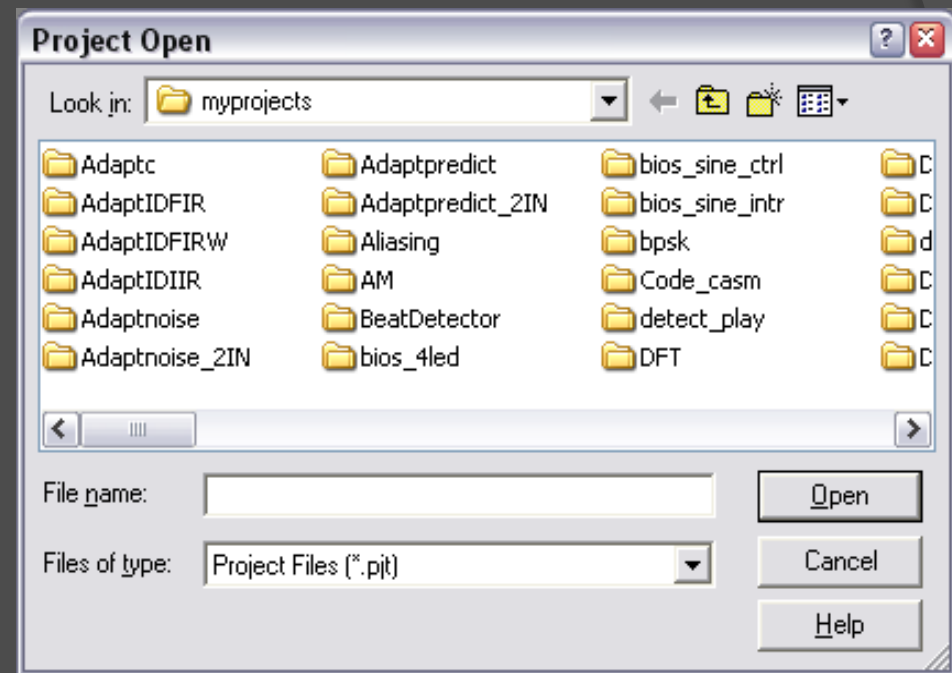 Project Open
Look in: myprojects
Adaptc
AdaptIDFIR
AdaptIDFIRW
AdaptIDIIR
Adaptnoise
Adaptnoise_2IN
Adaptpredict
Adaptpredict_2IN
Aliasing
AM
BeatDetector
bios_4led
bios_sine_ctrl
bios_sine_intr
bpsk
Code_casm
detect_play
DFT
File name:
Open
Files of type: Project Files (*.pjt)
Cancel
Help